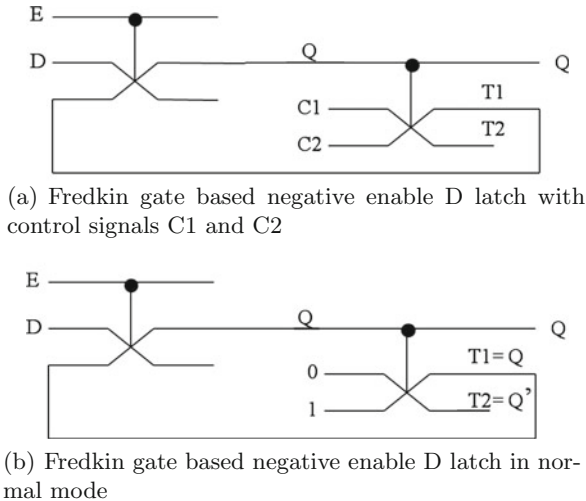 E
D
Q
Q
C1
T1
C2
T2
(a) Fredkin gate based negative enable D latch with
control signals C1 and C2
E
D
Q
Q
0
T1=Q
1
T2=Q'
(b) Fredkin gate based negative enable D latch in nor-
mal mode